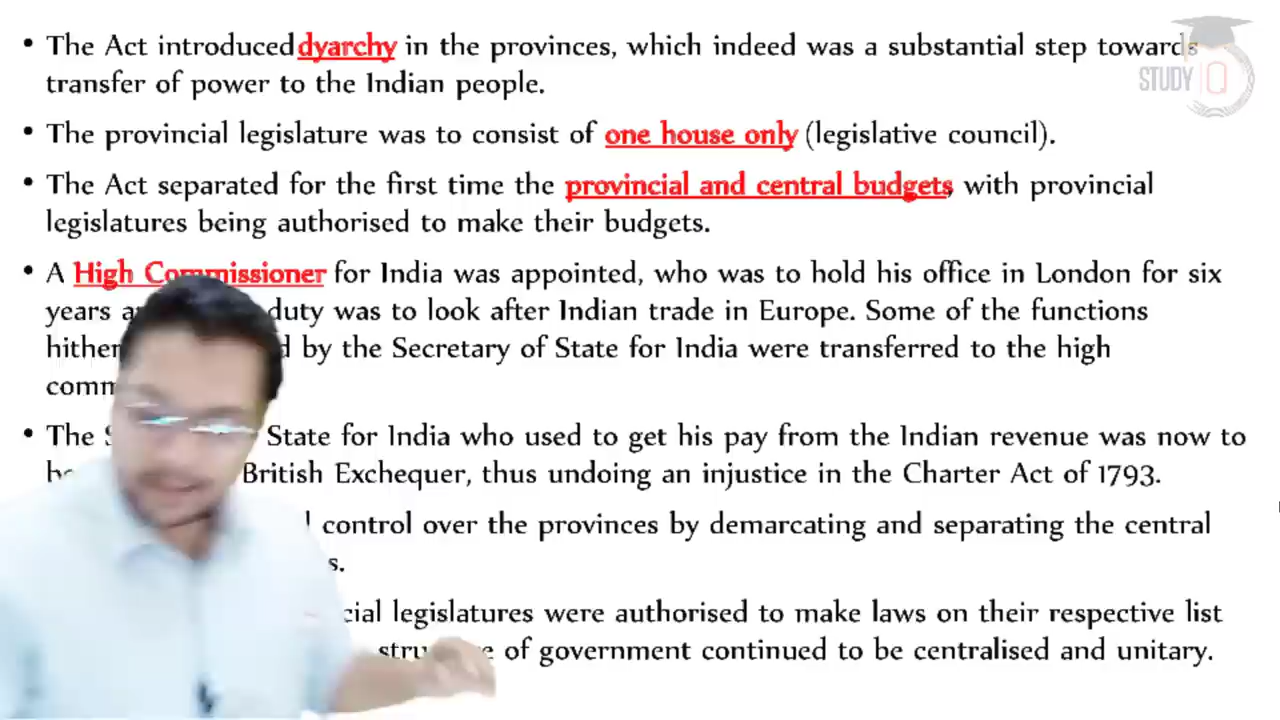 • The Act introduced dyarchy in the provinces, which indeed was a substantial step towards
transfer of power to the Indian people.
• The provincial legislature was to consist of one house only (legislative council).
• The Act separated for the first time the provincial and central budgets, with provincial
legislatures being authorised to make their budgets.
• A High Commissioner for India was appointed, who was to hold his office in London for six
years duty was to look after Indian trade in Europe. Some of the functions
by the Secretary of State for India were transferred to the high
• The State for India who used to get his pay from the Indian revenue was now to
British Exchequer, thus undoing an injustice in the Charter Act of 1793.
control over the provinces by demarcating and separating the central
legislatures were authorised to make laws on their respective list
of government continued to be centralised and unitary.
STUDY IQ